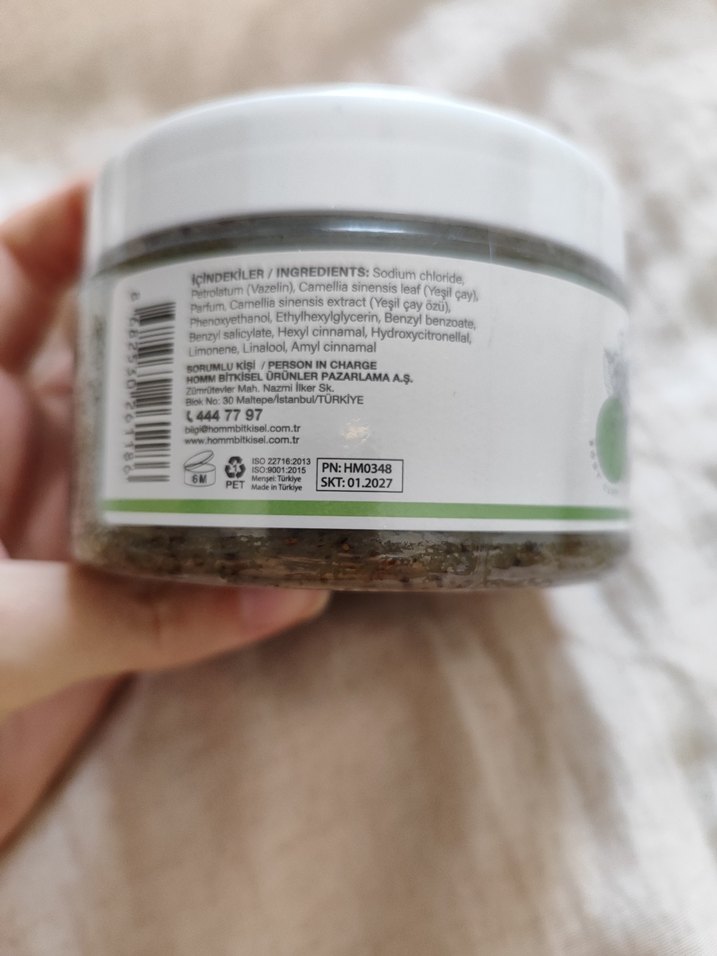 İÇİNDEKİLER / INGREDIENTS: Sodium chloride,
Petrolatum (Vazelin), Camellia sinensis leaf (Yeşil çay),
Parfum, Camellia sinensis extract (Yeşil çay özü),
Phenoxyethanol, Ethylhexylglycerin, Benzyl benzoate,
Benzyl salicylate, Hexyl cinnamal, Hydroxycitronellal,
Limonene, Linalool, Amyl cinnamal
SORUMLU KİŞİ / PERSON IN CHARGE
HOMM BİTKİSEL ÜRÜNLER PAZARLAMA A.Ş.
Zümrütevler Mah. Nazmi İlker Sk.
Blok No: 30 Maltepe/İstanbul/TÜRKİYE
444 77 97
bilgi@hommbitkisel.com.tr
www.hommbitkisel.com.tr
6M
1
PET
ISO 22716:2013
ISO:9001:2015
Menşei: Türkiye
Made in Türkiye
PN: HM0348
SKT: 01.2027